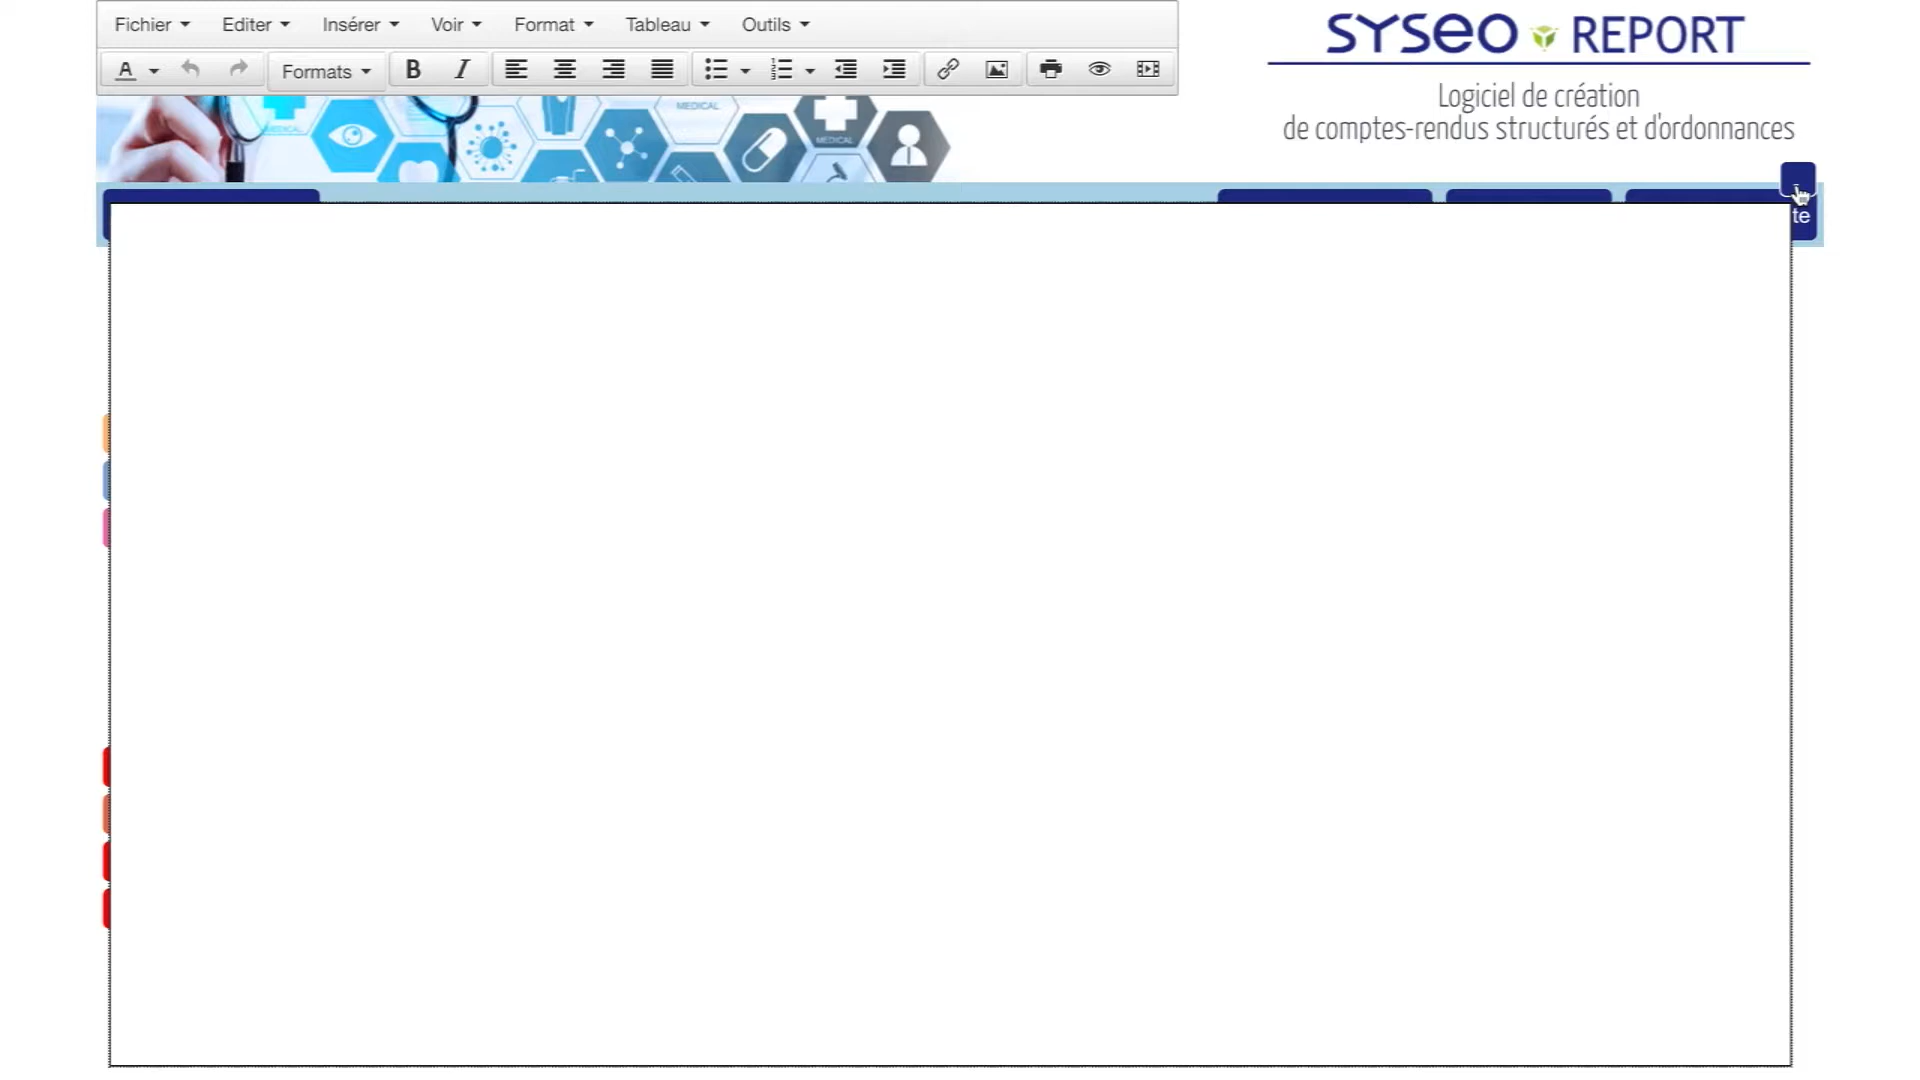 Fichier Editer Insérer Voir Format Tableau Outils
A Formats B I
SYSEO REPORT
Logiciel de création
de comptes-rendus structurés et d'ordonnances
MEDICAL
MEDICAL
MEDICAL
te